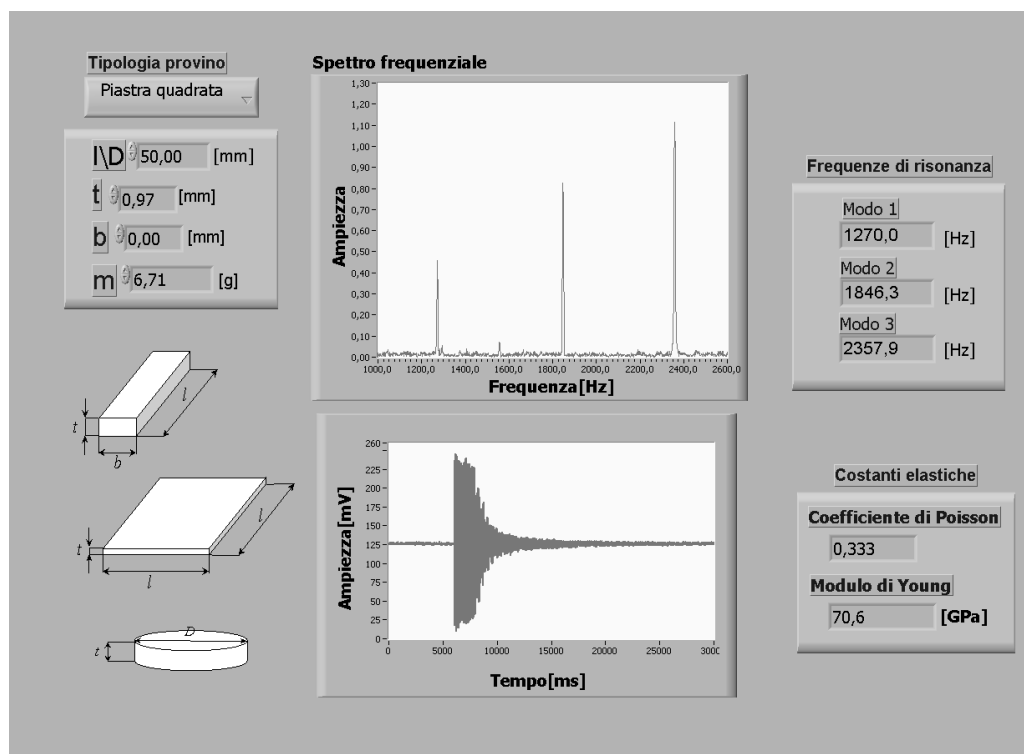 Tipologia provino
Piastra quadrata
l\D 50,00 [mm]
t 0,97 [mm]
b 0,00 [mm]
m 6,71 [g]
t
b
l
t
l
l
D
t
Spettro frequenziale
1,30
1,20
1,10
1,00
0,90
0,80
0,70
0,60
0,50
0,40
0,30
0,20
0,10
0,00
Ampiezza
1000,0 1200,0 1400,0 1600,0 1800,0 2000,0 2200,0 2400,0 2600,0
Frequenza[Hz]
260
225
200
175
150
125
100
75
50
25
0
Ampiezza[mV]
0 5000 10000 15000 20000 25000 3000
Tempo[ms]
Frequenze di risonanza
Modo 1
1270,0 [Hz]
Modo 2
1846,3 [Hz]
Modo 3
2357,9 [Hz]
Costanti elastiche
Coefficiente di Poisson
0,333
Modulo di Young
70,6 [GPa]